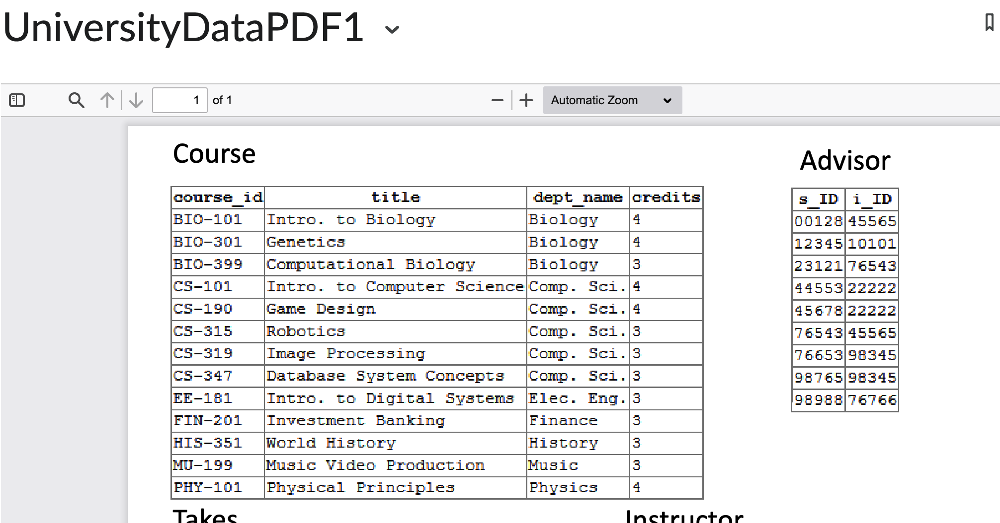 UniversityDataPDF1
1 of 1 Automatic Zoom
Course
course_id title dept_name credits
BIO-101 Intro. to Biology Biology 4
BIO-301 Genetics Biology 4
BIO-399 Computational Biology Biology 3
CS-101 Intro. to Computer Science Comp. Sci. 4
CS-190 Game Design Comp. Sci. 4
CS-315 Robotics Comp. Sci. 3
CS-319 Image Processing Comp. Sci. 3
CS-347 Database System Concepts Comp. Sci. 3
EE-181 Intro. to Digital Systems Elec. Eng. 3
FIN-201 Investment Banking Finance 3
HIS-351 World History History 3
MU-199 Music Video Production Music 3
PHY-101 Physical Principles Physics 4
Advisor
s_ID i_ID
00128 45565
12345 10101
23121 76543
44553 22222
45678 22222
76543 45565
76653 98345
98765 98345
98988 76766
Takes
Instructor